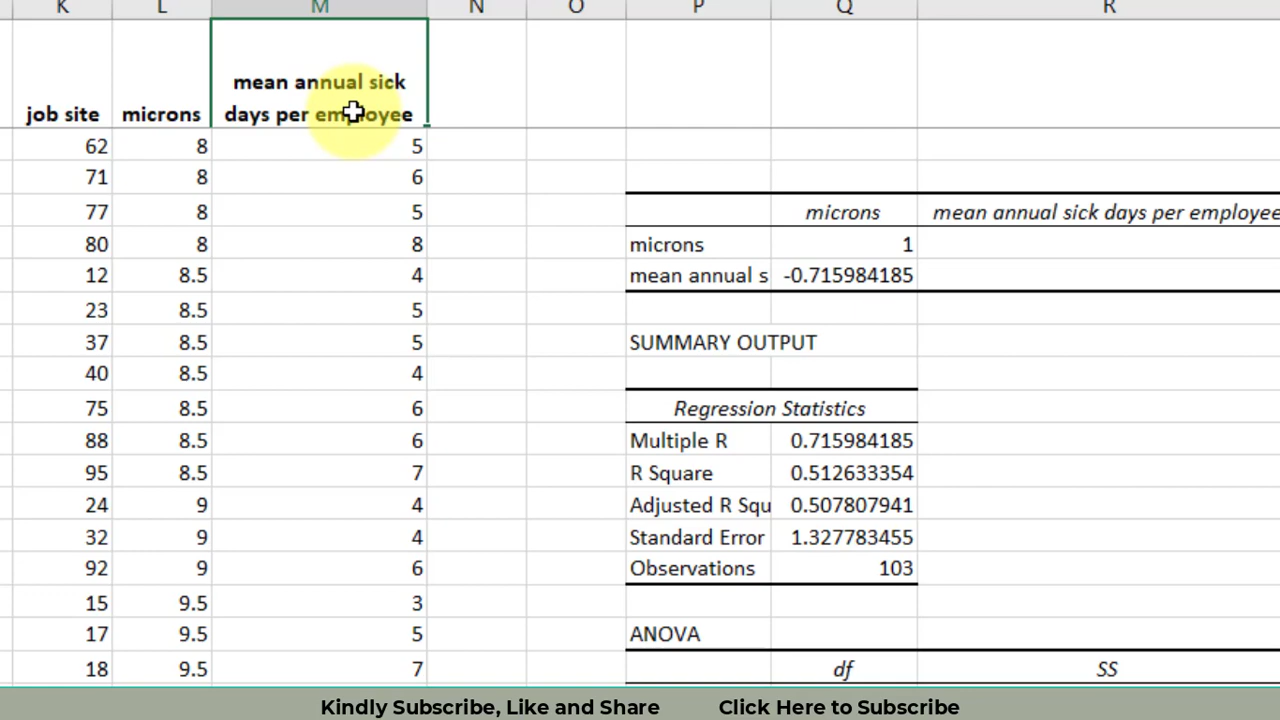 K L M N O P Q R
mean annual sick
job site microns days per employee
62 8 5
71 8 6
77 8 5 microns mean annual sick days per employee
80 8 8 microns 1
12 8.5 4 mean annual s -0.715984185
23 8.5 5
37 8.5 5 SUMMARY OUTPUT
40 8.5 4
75 8.5 6 Regression Statistics
88 8.5 6 Multiple R 0.715984185
95 8.5 7 R Square 0.512633354
24 9 4 Adjusted R Squ 0.507807941
32 9 4 Standard Error 1.327783455
92 9 6 Observations 103
15 9.5 3
17 9.5 5 ANOVA
18 9.5 7 df SS
Kindly Subscribe, Like and Share Click Here to Subscribe